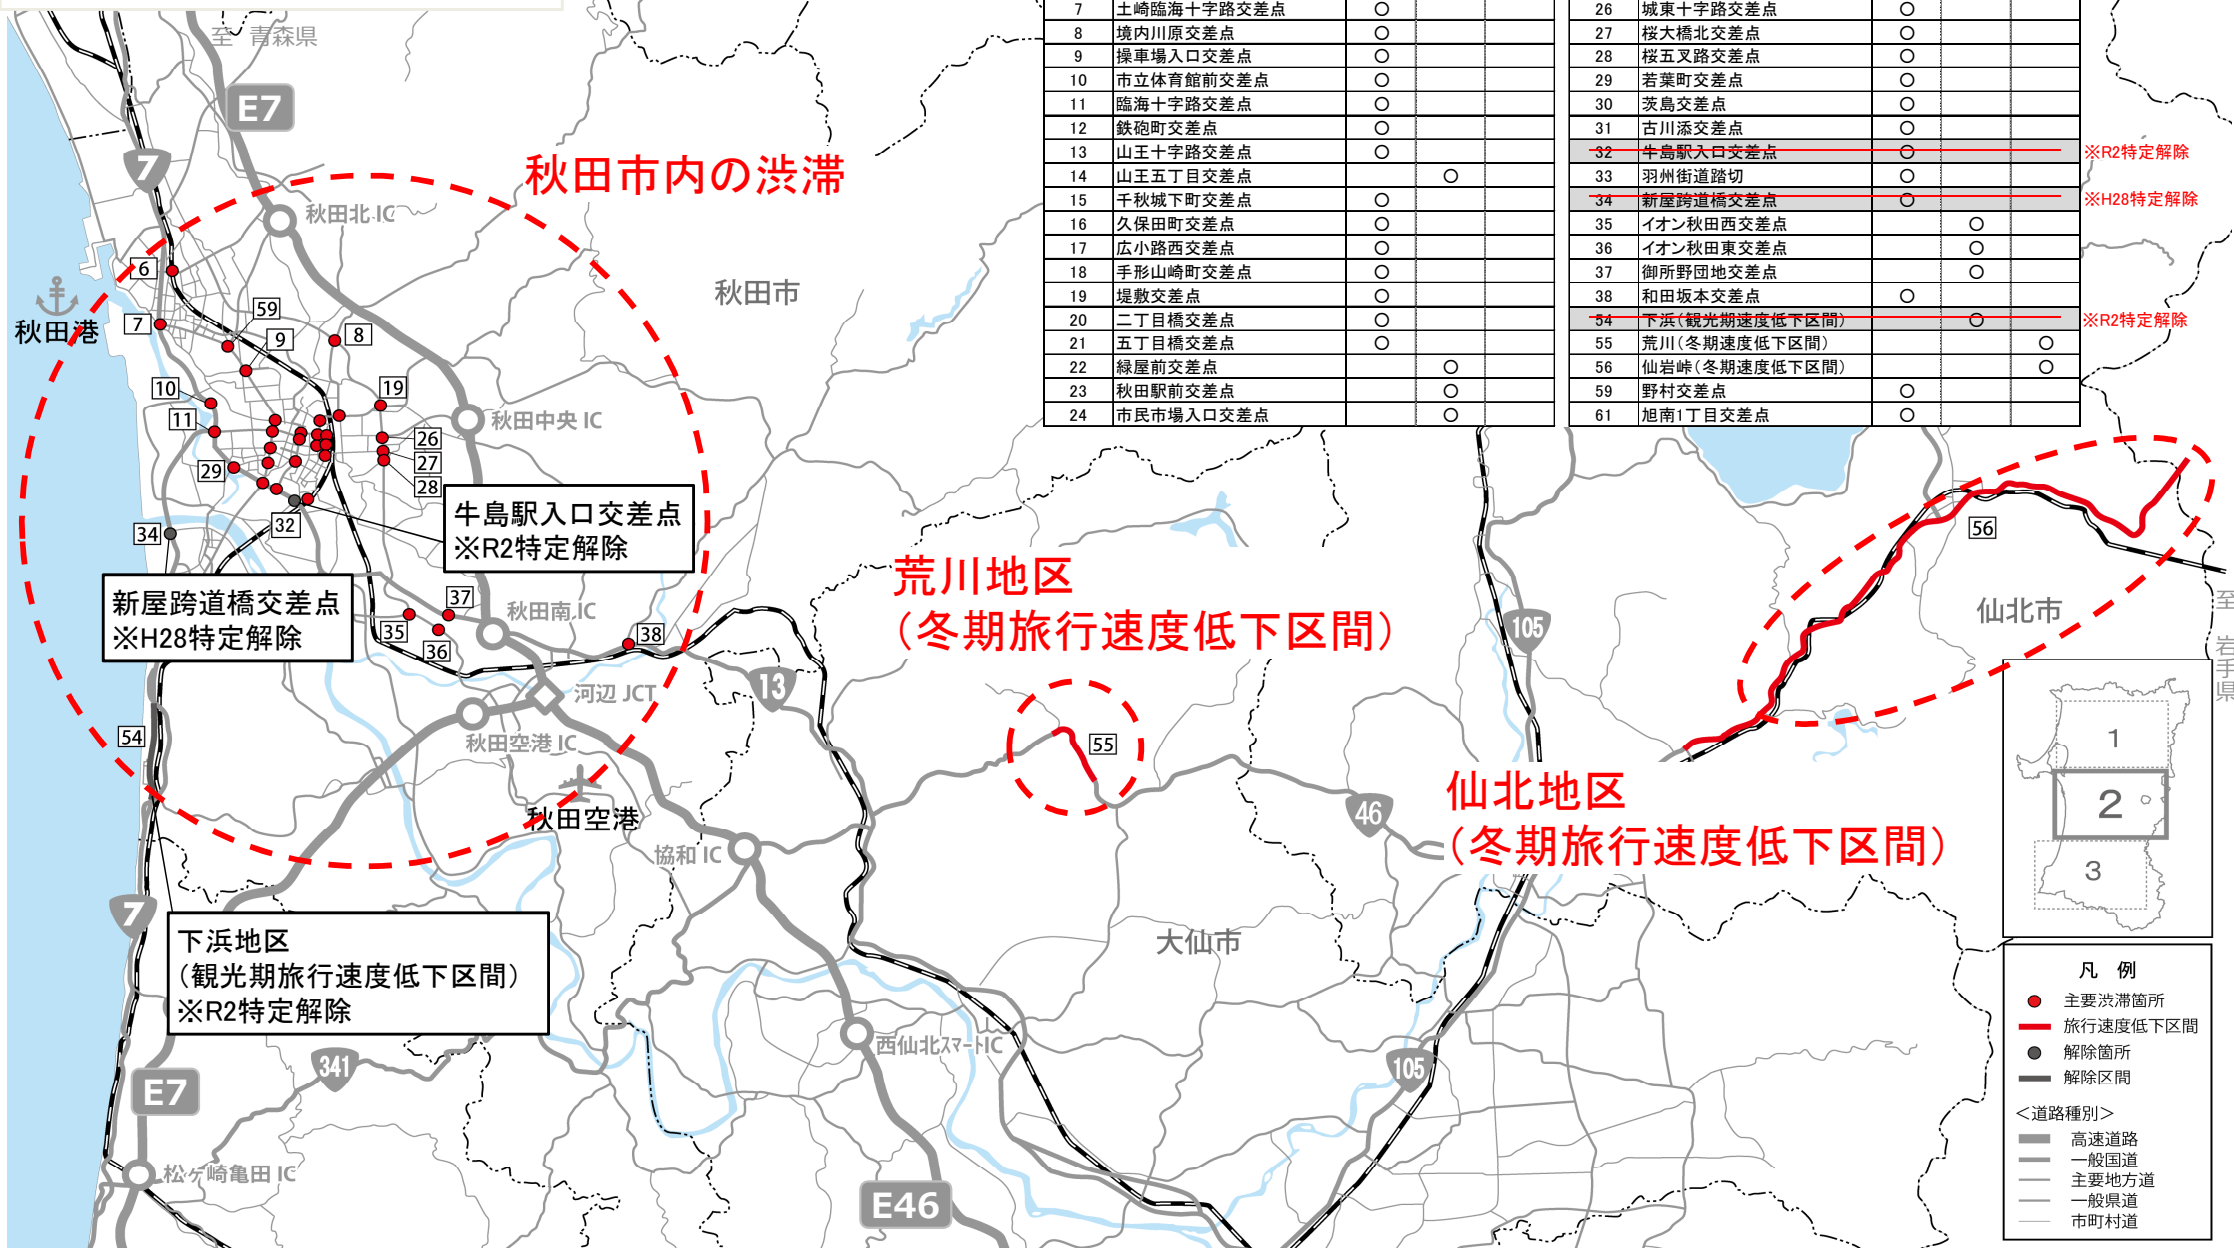 7 土崎臨海十字路交差点 ○
8 境内川原交差点 ○
9 操車場入口交差点 ○
10 市立体育館前交差点 ○
11 臨海十字路交差点 ○
12 鉄砲町交差点 ○
13 山王十字路交差点 ○
14 山王五丁目交差点 ○
15 千秋城下町交差点 ○
16 久保田町交差点 ○
17 広小路西交差点 ○
18 手形山崎町交差点 ○
19 堤敷交差点 ○
20 二丁目橋交差点 ○
21 五丁目橋交差点 ○
22 緑屋前交差点 ○
23 秋田駅前交差点 ○
24 市民市場入口交差点 ○
26 城東十字路交差点 ○
27 桜大橋北交差点 ○
28 桜五叉路交差点 ○
29 若葉町交差点 ○
30 茨島交差点 ○
31 古川添交差点 ○
32 牛島駅入口交差点 ○ ※R2特定解除
33 羽州街道踏切 ○
34 新屋跨道橋交差点 ○ ※H28特定解除
35 イオン秋田西交差点 ○
36 イオン秋田東交差点 ○
37 御所野団地交差点 ○
38 和田坂本交差点 ○
54 下浜(観光期速度低下区間) ○ ※R2特定解除
55 荒川(冬期速度低下区間) ○
56 仙岩峠(冬期速度低下区間) ○
59 野村交差点 ○
61 旭南1丁目交差点 ○
至 青森県
E7
7
秋田市内の渋滞
秋田北 IC
秋田市
6
秋田港
7
59
9
8
10
11
19
秋田中央 IC
26
27
28
29
32
34
牛島駅入口交差点
※R2特定解除
新屋跨道橋交差点
※H28特定解除
37
35
36
秋田南 IC
38
河辺 JCT
13
54
秋田空港 IC
秋田空港
協和 IC
荒川地区
(冬期旅行速度低下区間)
55
105
56
仙北市
至 岩手県
46
仙北地区
(冬期旅行速度低下区間)
7
下浜地区
(観光期旅行速度低下区間)
※R2特定解除
大仙市
西仙北スマートIC
341
105
E7
松ヶ崎亀田 IC
E46
1
2
3
凡 例
主要渋滞箇所
旅行速度低下区間
解除箇所
解除区間
＜道路種別＞
高速道路
一般国道
主要地方道
一般県道
市町村道